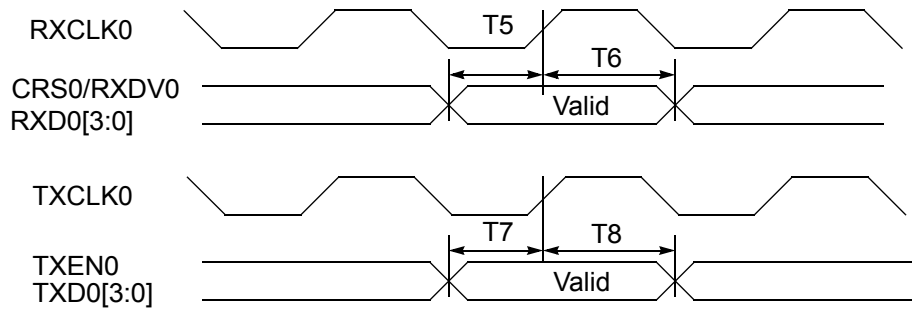 RXCLK0
T5
T6
CRS0/RXDV0
Valid
RXD0[3:0]
TXCLK0
T7
T8
TXEN0
Valid
TXD0[3:0]